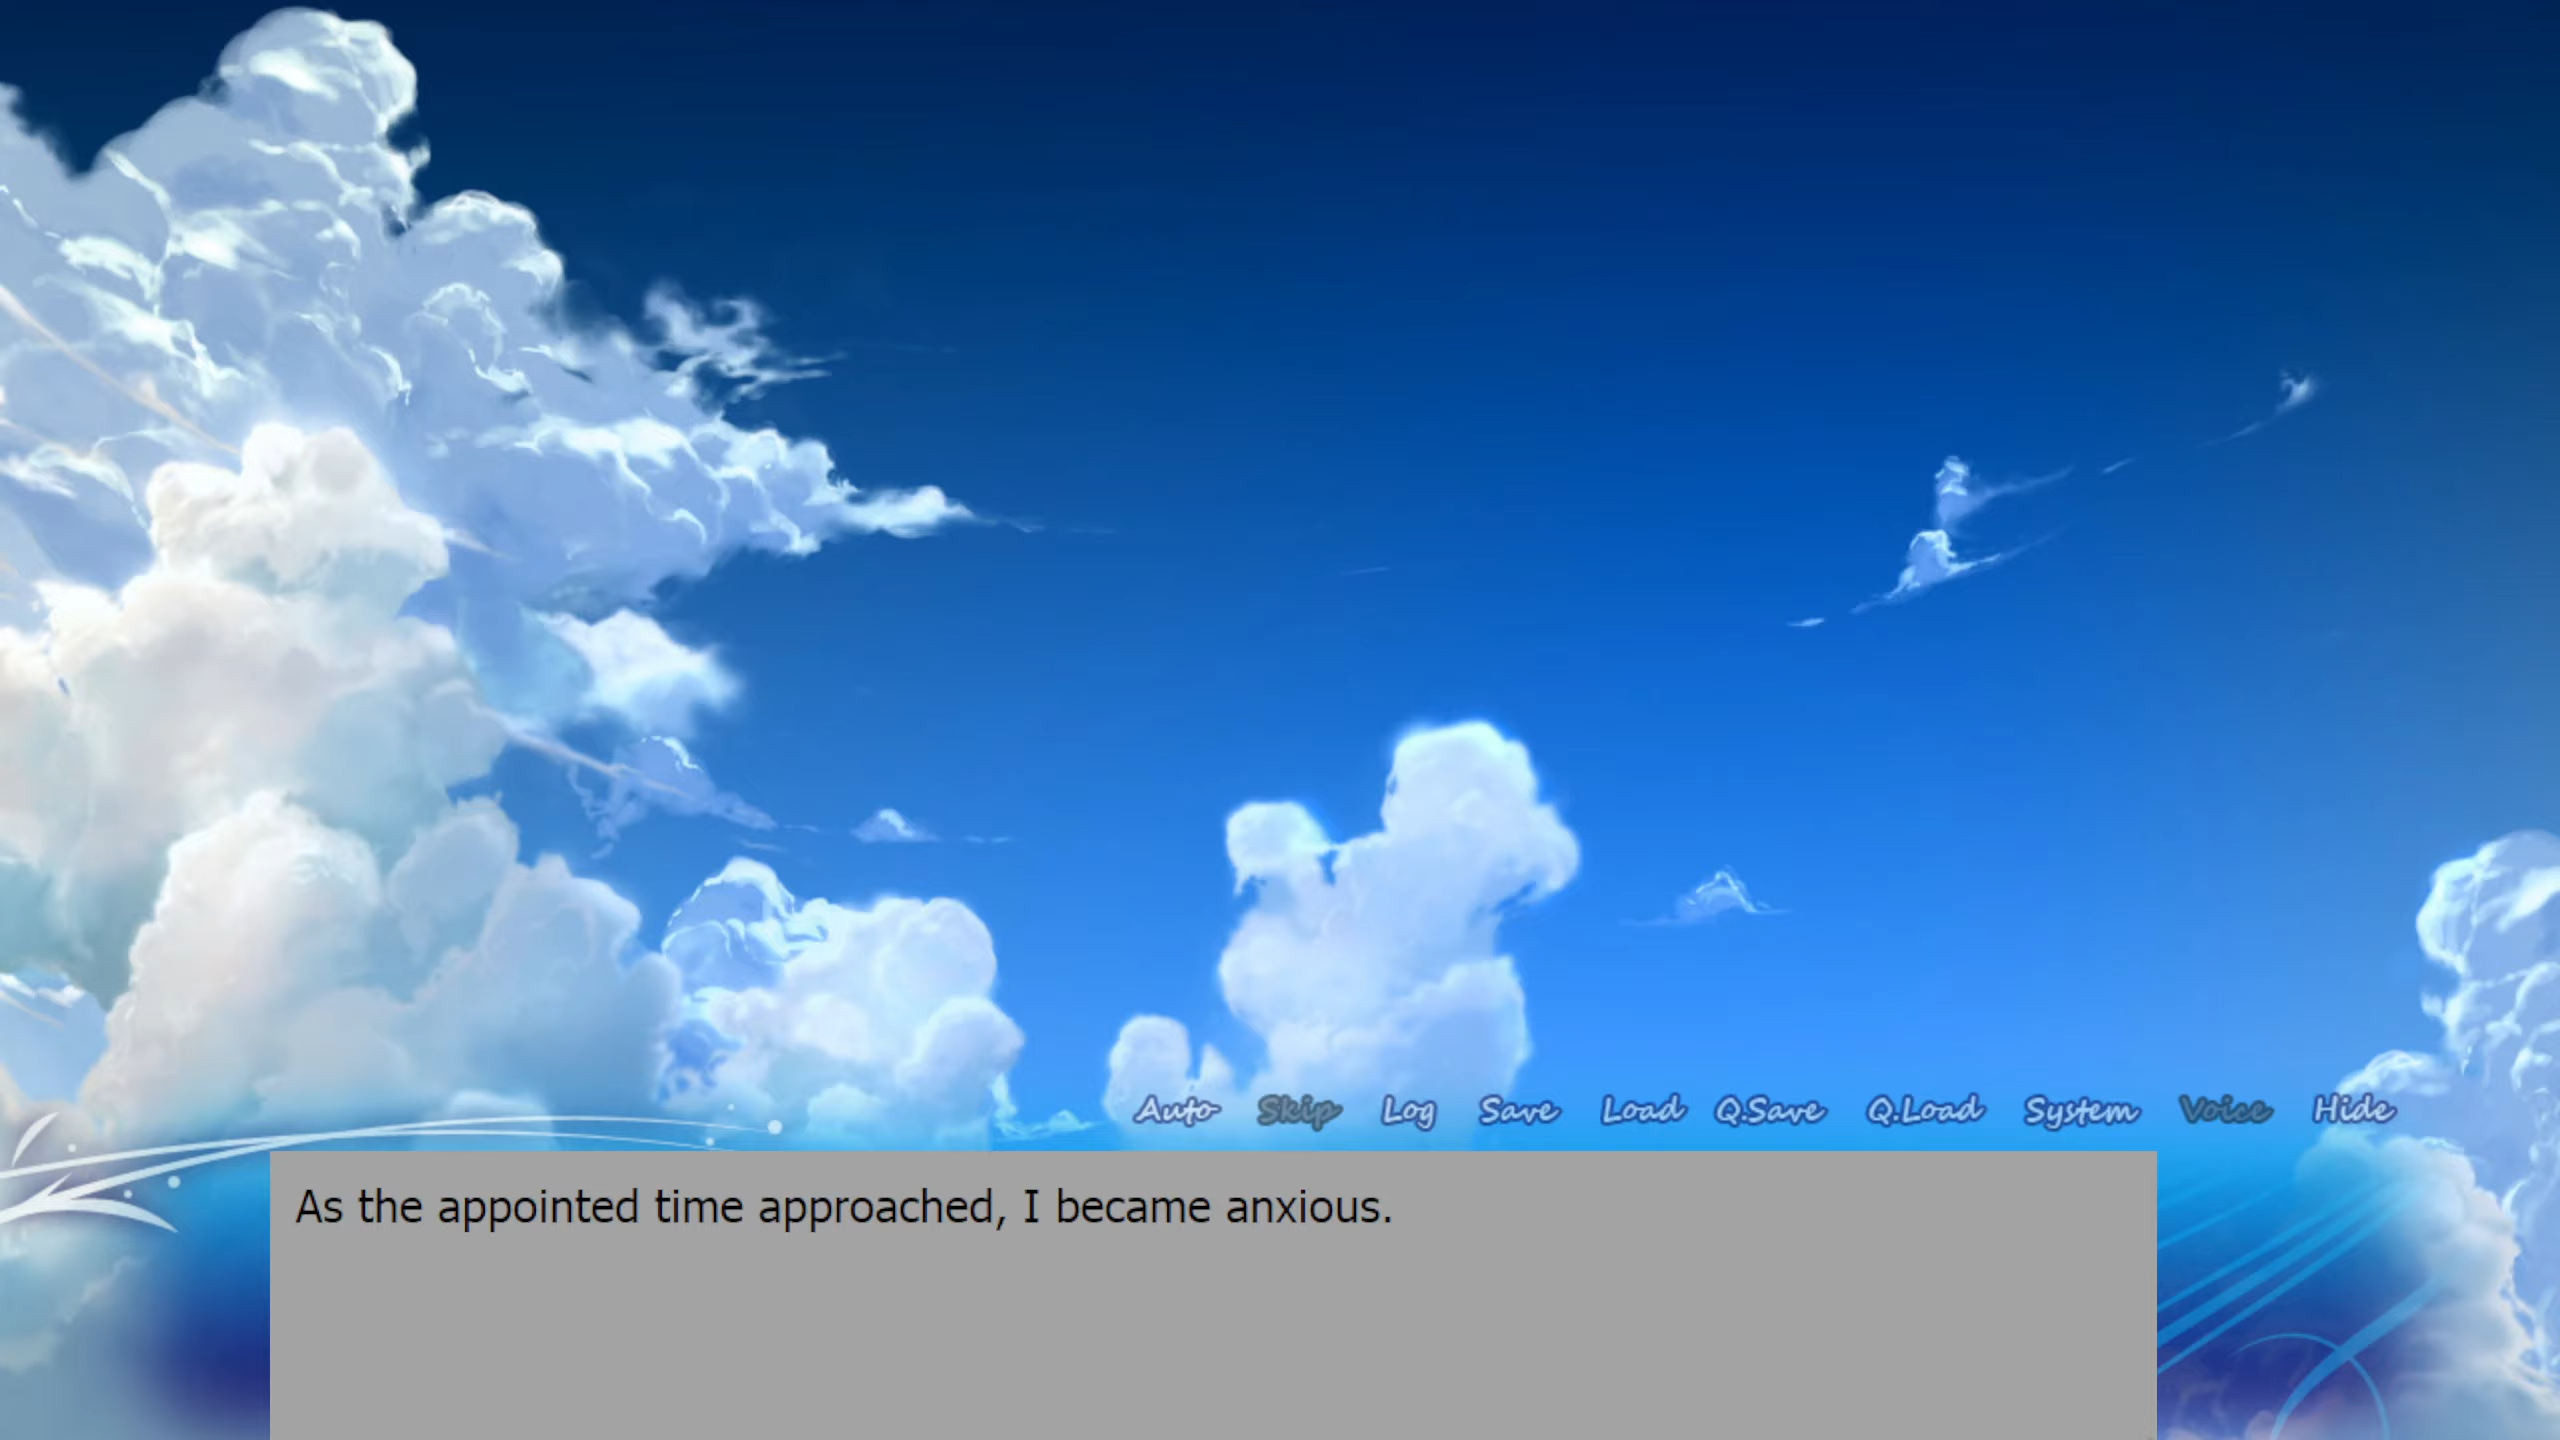 Auto Skip Log Save Load Q.Save Q.Load System Voice Hide
As the appointed time approached, I became anxious.